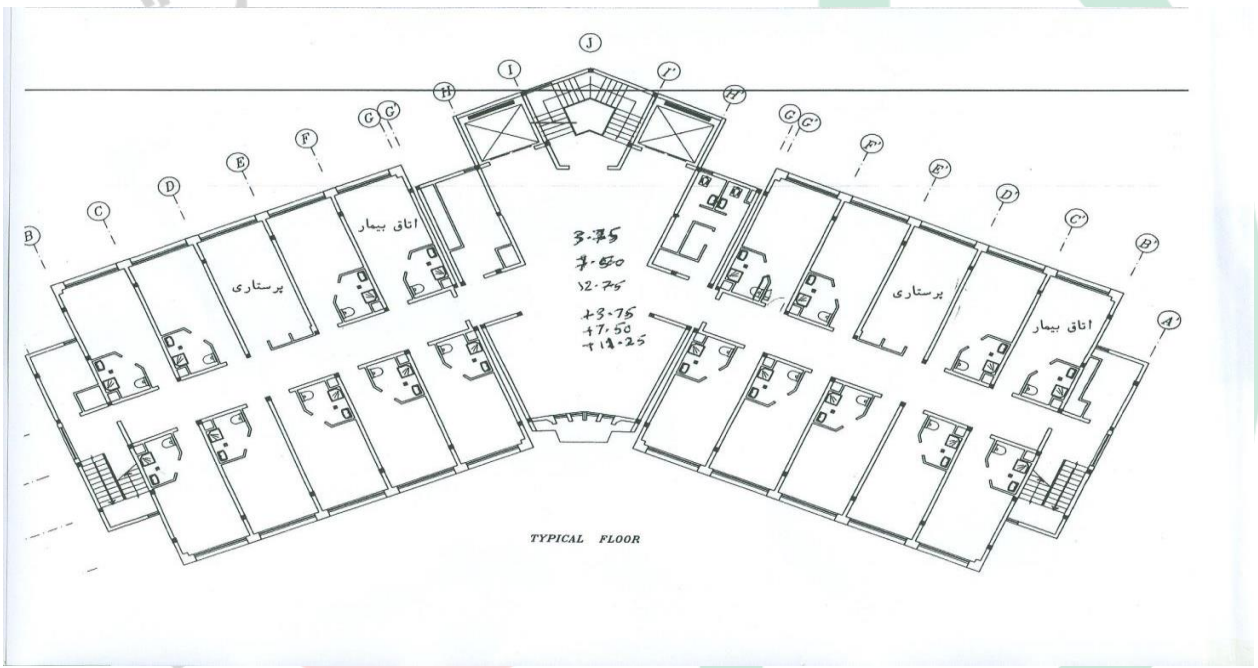 J
I
I'
H
H'
G G'
G G'
F
F'
E
E'
D
D'
C
C'
B
B'
A'
اتاق بیمار
پرستاری
پرستاری
اتاق بیمار
3.75
7.50
12.75
+3.75
+7.50
+11.25
TYPICAL FLOOR